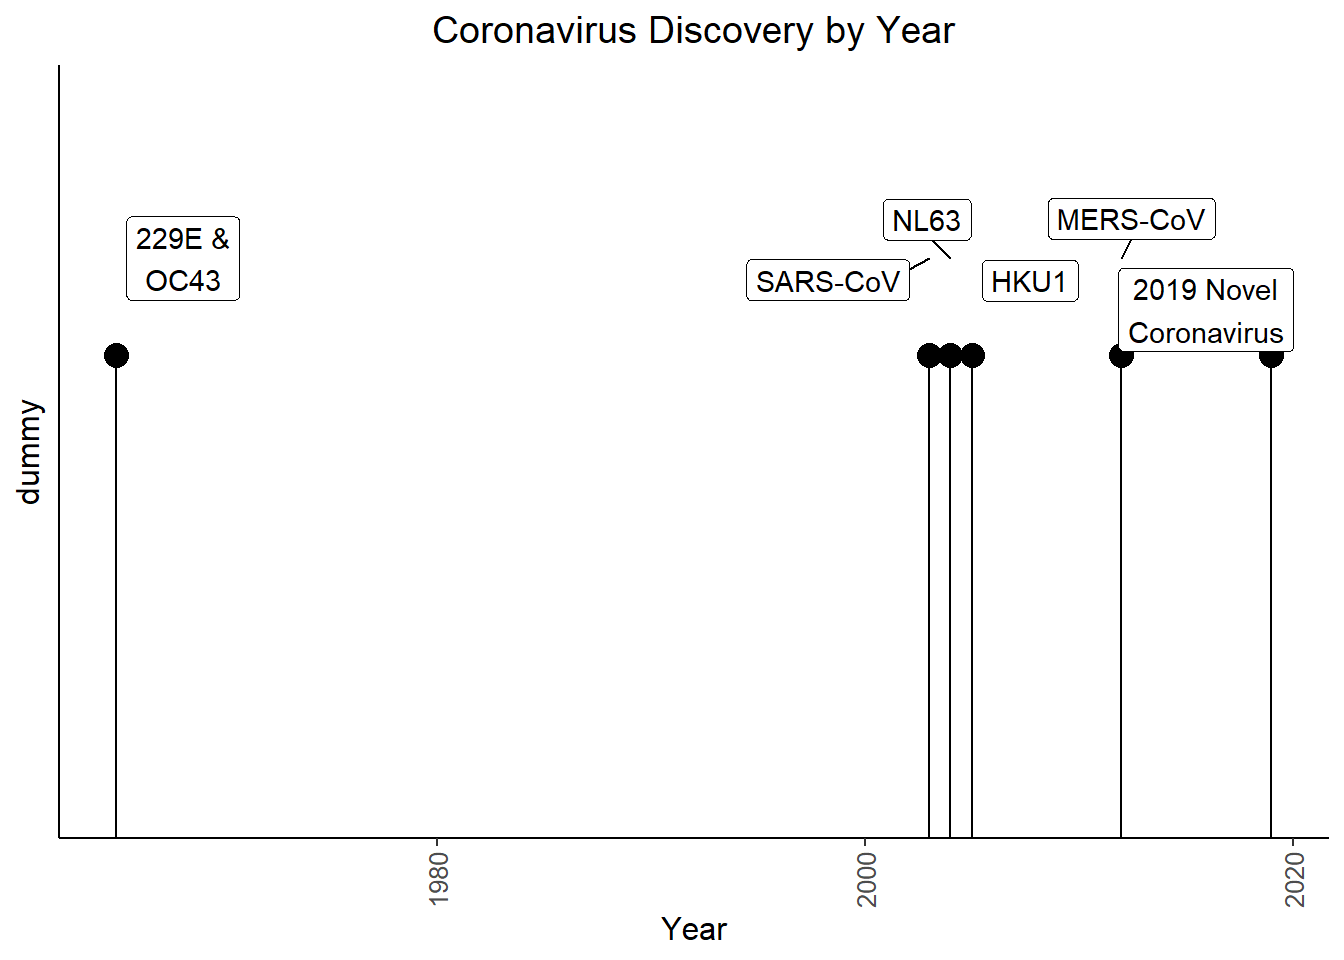 Coronavirus Discovery by Year
229E &
OC43
NL63
MERS-CoV
SARS-CoV
HKU1
2019 Novel
Coronavirus
dummy
1980
2000
2020
Year